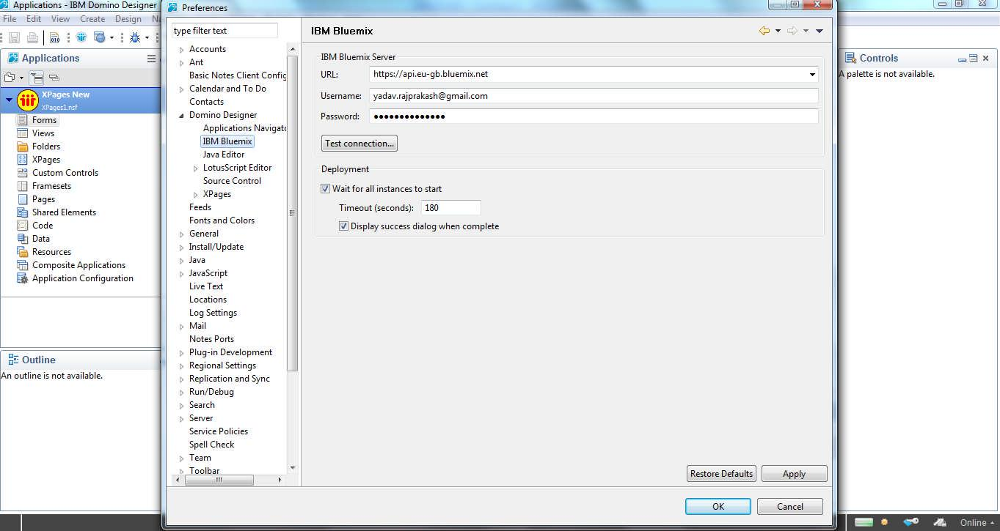 Applications - IBM Domino Designer
File Edit View Create Design
Applications
XPages New
XPages1.nsf
Forms
Views
Folders
XPages
Custom Controls
Framesets
Pages
Shared Elements
Code
Data
Resources
Composite Applications
Application Configuration
Outline
An outline is not available.
Preferences
type filter text
Accounts
Ant
Basic Notes Client Config
Calendar and To Do
Contacts
Domino Designer
Applications Navigato
IBM Bluemix
Java Editor
LotusScript Editor
Source Control
XPages
Feeds
Fonts and Colors
General
Install/Update
Java
JavaScript
Live Text
Locations
Log Settings
Mail
Notes Ports
Plug-in Development
Regional Settings
Replication and Sync
Run/Debug
Search
Server
Service Policies
Spell Check
Team
Toolbar
IBM Bluemix
IBM Bluemix Server
URL: https://api.eu-gb.bluemix.net
Username: yadav.rajprakash@gmail.com
Password: ●●●●●●●●●●●●●●
Test connection...
Deployment
Wait for all instances to start
Timeout (seconds): 180
Display success dialog when complete
Restore Defaults Apply
OK Cancel
Controls
A palette is not available.
Online